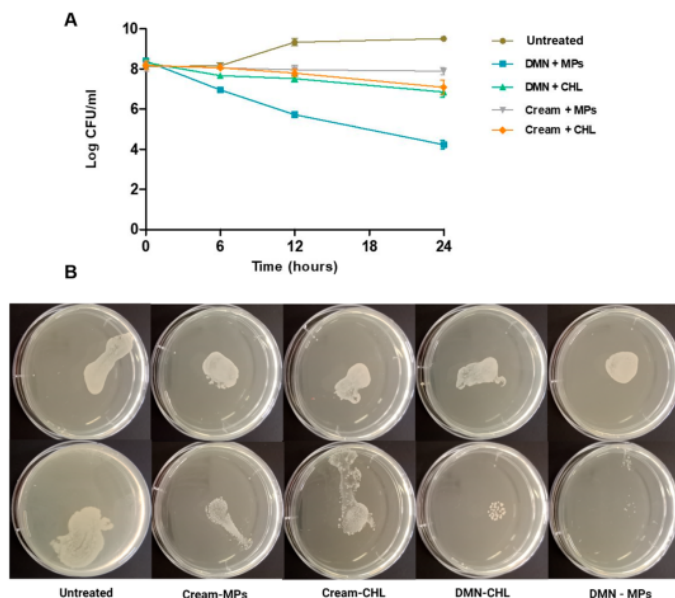 A
10
8
6
4
2
0
Log CFU/ml
0 6 12 18 24
Time (hours)
Untreated
DMN + MPs
DMN + CHL
Cream + MPs
Cream + CHL
B
Untreated Cream-MPs Cream-CHL DMN-CHL DMN - MPs